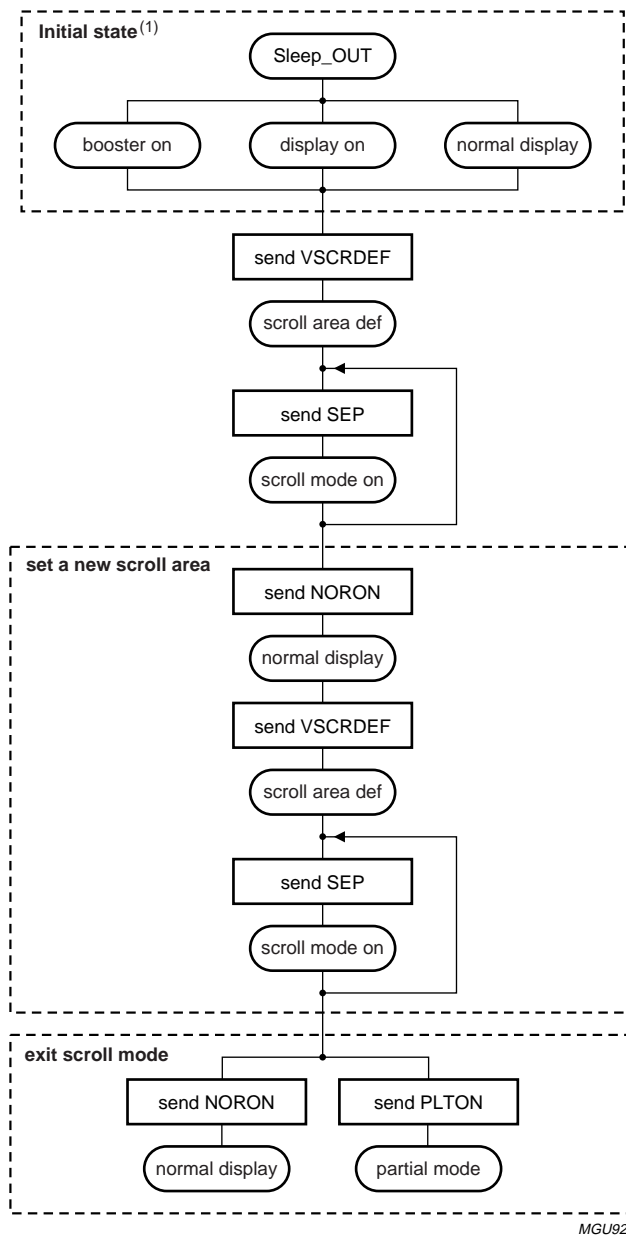 Initial state(1)
Sleep_OUT
booster on
display on
normal display
send VSCRDEF
scroll area def
send SEP
scroll mode on
set a new scroll area
send NORON
normal display
send VSCRDEF
scroll area def
send SEP
scroll mode on
exit scroll mode
send NORON
send PLTON
normal display
partial mode
MGU92